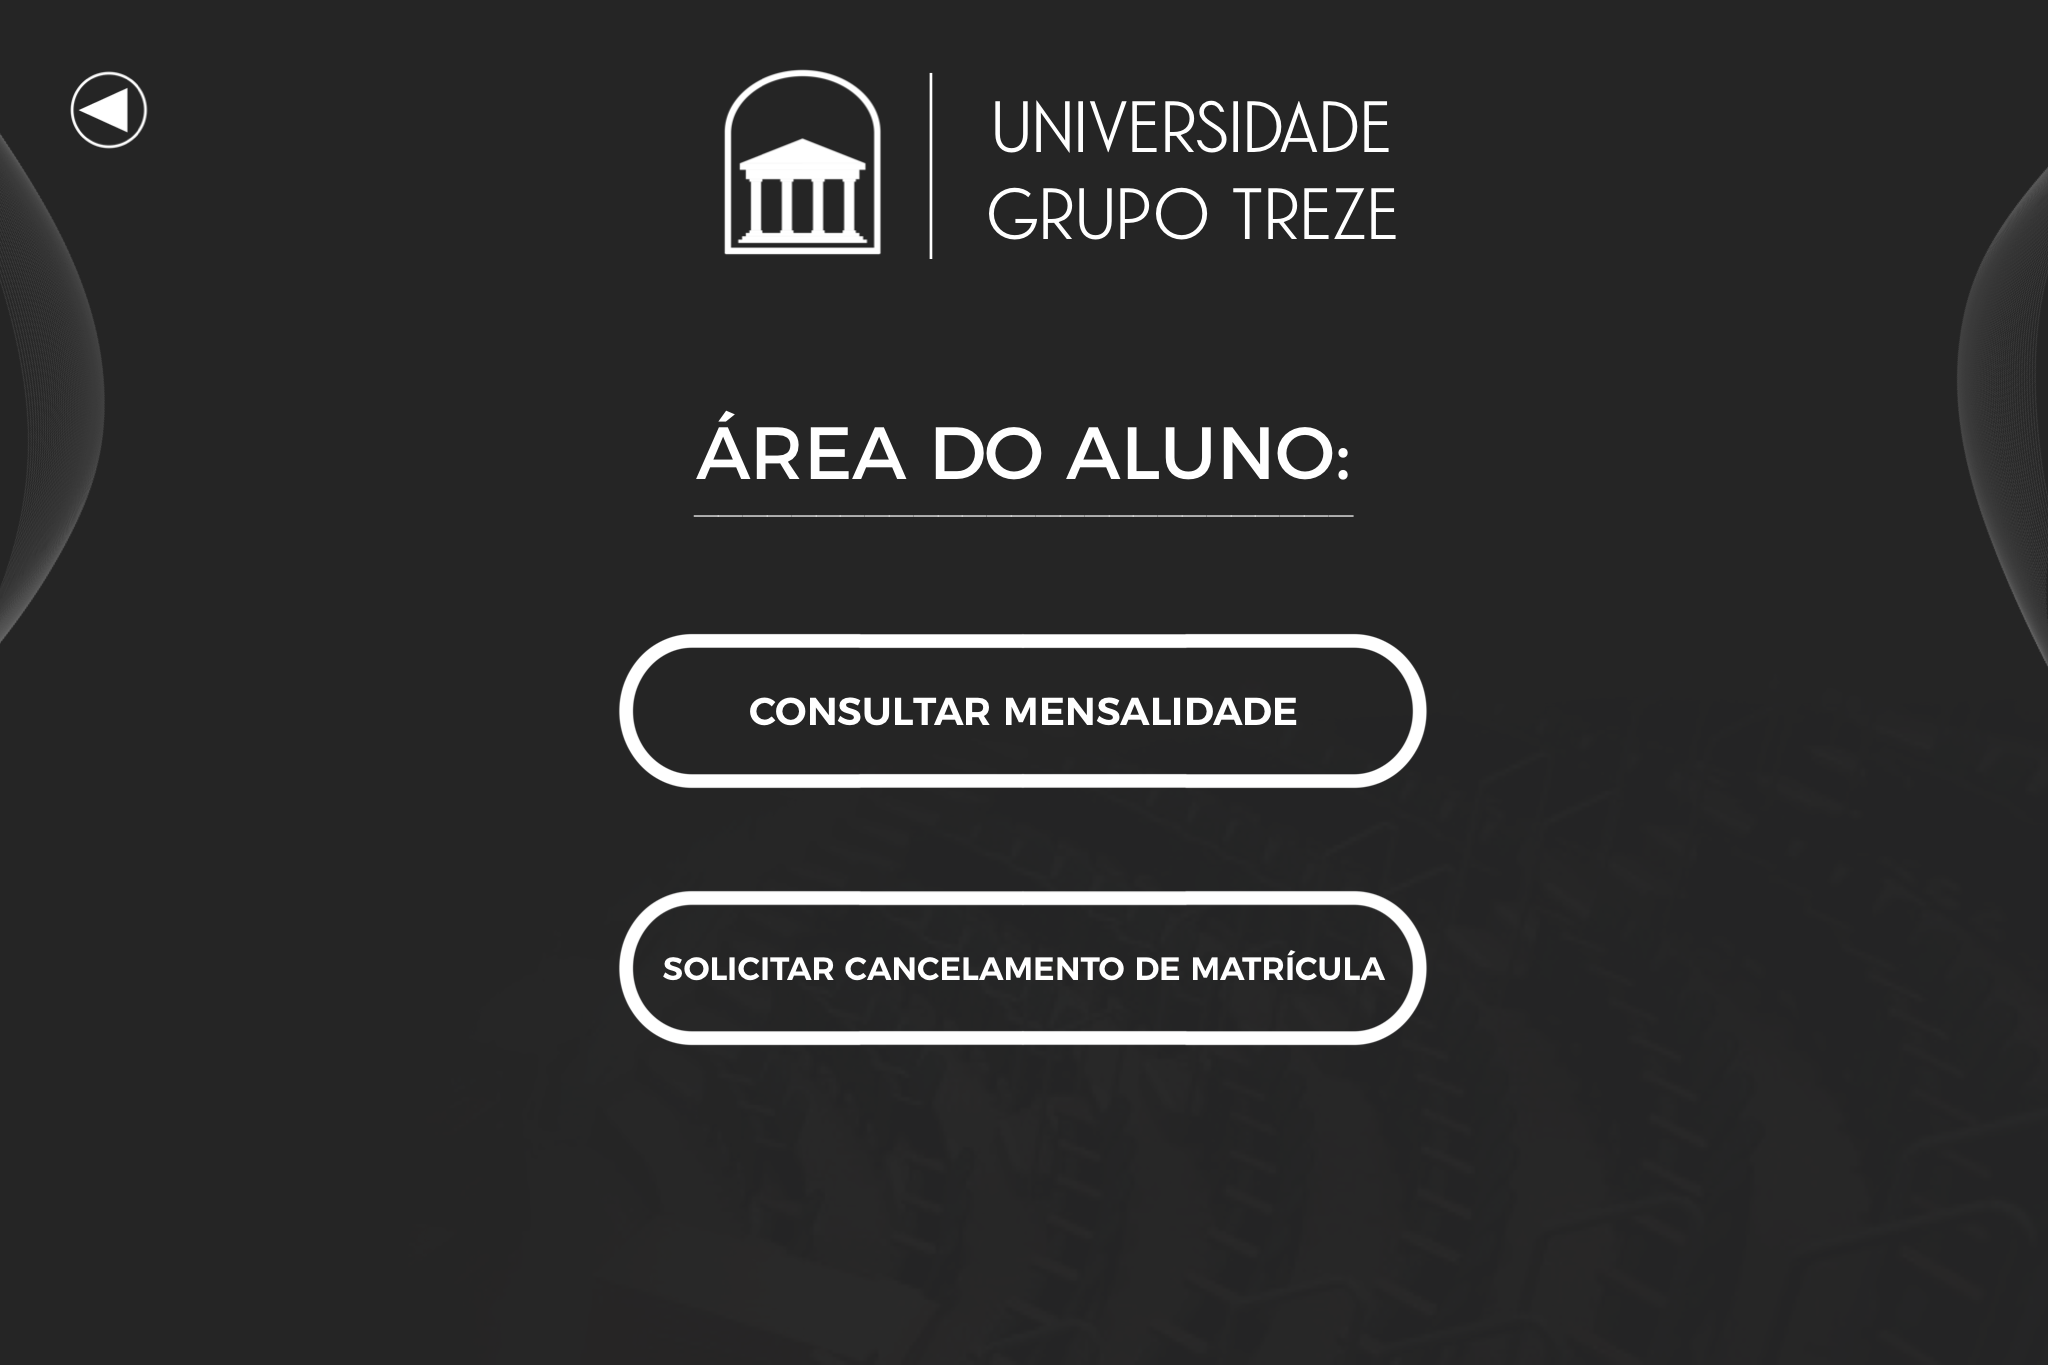 UNIVERSIDADE
GRUPO TREZE
ÁREA DO ALUNO:
CONSULTAR MENSALIDADE
SOLICITAR CANCELAMENTO DE MATRÍCULA